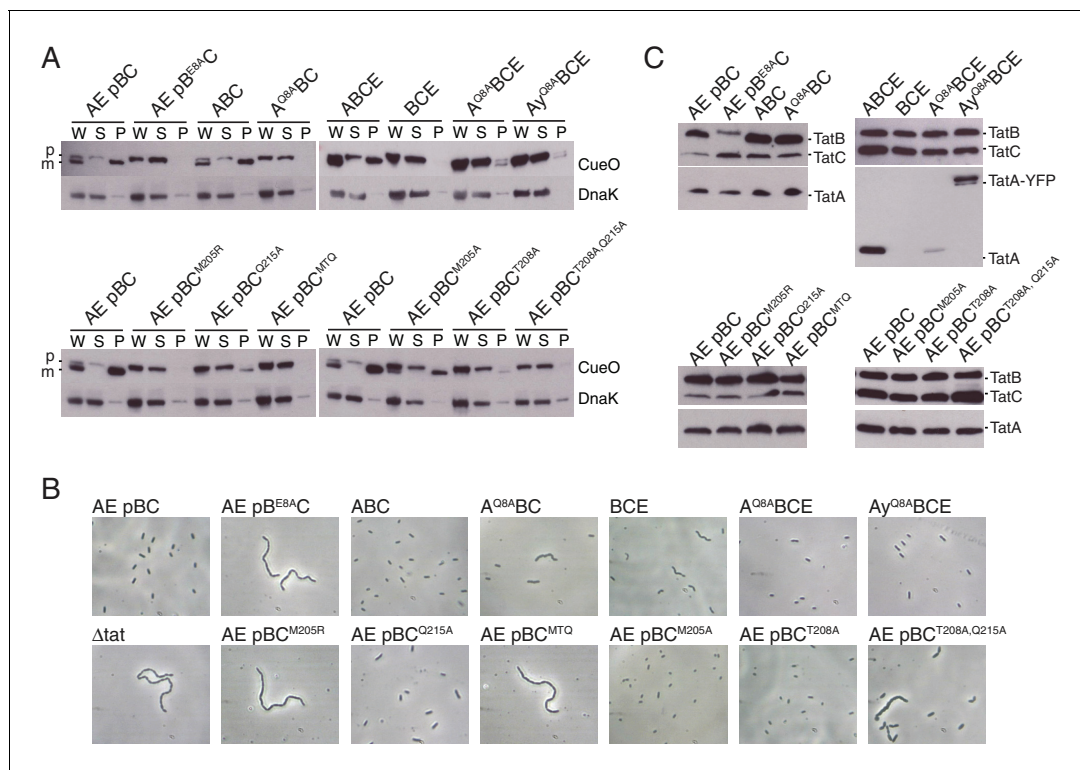 A
AE pBC
AE pB^E8A C
ABC
A^Q8A BC
ABCE
BCE
A^Q8A BCE
Ay^Q8A BCE
W S P W S P W S P W S P W S P W S P W S P W S P
p
m
CueO
DnaK
AE pBC
AE pBC^M205R
AE pBC^Q215A
AE pBC^MTQ
AE pBC
AE pBC^M205A
AE pBC^T208A
AE pBC^T208A,Q215A
W S P W S P W S P W S P W S P W S P W S P W S P
p
m
CueO
DnaK
C
AE pBC
AE pB^E8A C
ABC
A^Q8A BC
TatB
TatC
TatA
ABCE
BCE
A^Q8A BCE
Ay^Q8A BCE
TatB
TatC
TatA-YFP
TatA
AE pBC
AE pBC^M205R
AE pBC^Q215A
AE pBC^MTQ
AE pBC
AE pBC^M205A
AE pBC^T208A
AE pBC^T208A, Q215A
TatB
TatC
TatA
B
AE pBC AE pB^E8A C ABC A^Q8A BC BCE A^Q8A BCE Ay^Q8A BCE
Δtat AE pBC^M205R AE pBC^Q215A AE pBC^MTQ AE pBC^M205A AE pBC^T208A AE pBC^T208A,Q215A